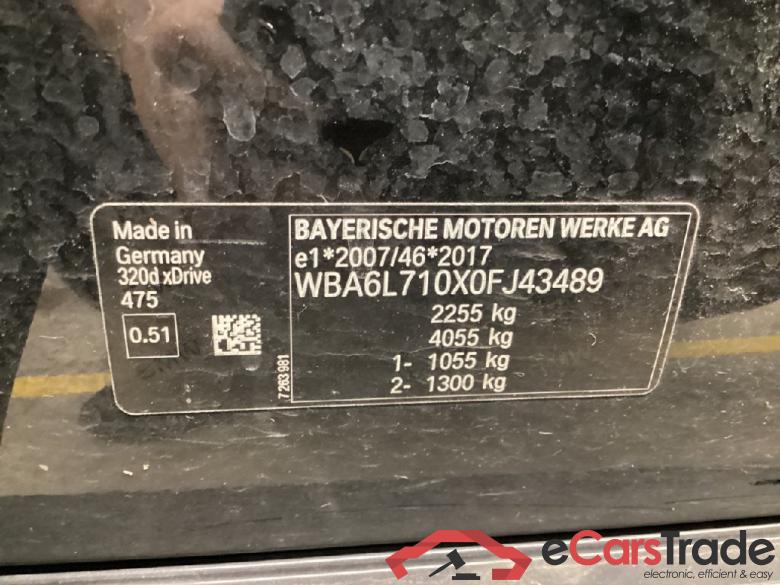 Made in
Germany
320d xDrive
475
0.51
7 263 981
BAYERISCHE MOTOREN WERKE AG
e1*2007/46*2017
WBA6L710X0FJ43489
2255 kg
4055 kg
1- 1055 kg
2- 1300 kg
eCarsTrade
electronic, efficient & easy